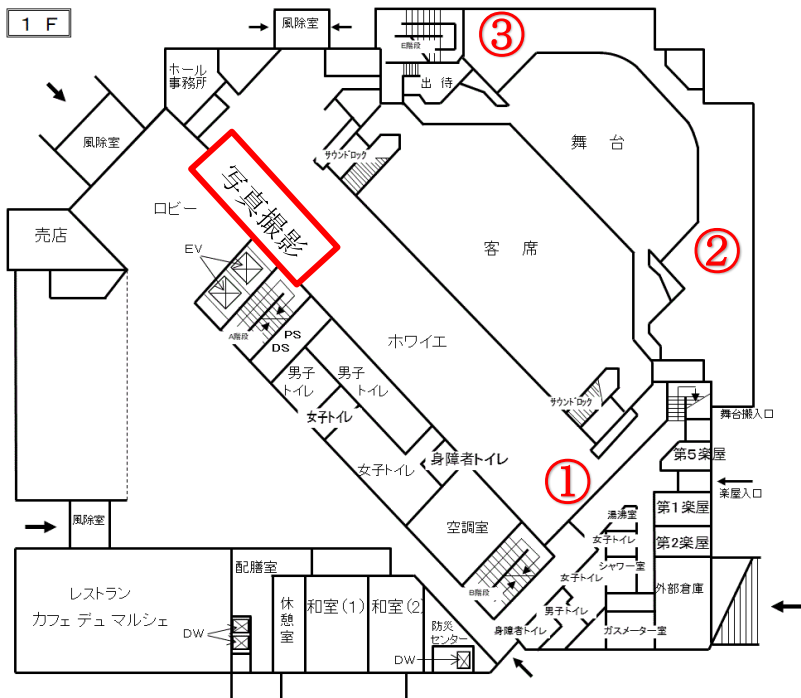 1 F
風除室
③
E階段
ホール
事務所
出 待
風除室
サウンドロック
舞 台
写真撮影
ロビー
売店
客 席
②
EV
A階段
PS
DS
ホワイエ
男子
トイレ
男子
トイレ
サウンドロック
女子トイレ
舞台搬入口
身障者トイレ
女子トイレ
第5楽屋
①
楽屋入口
湯沸室
第1楽屋
風除室
空調室
女子トイレ
第2楽屋
シャワー室
配膳室
B階段
女子トイレ
外部倉庫
レストラン
カフェ デュ マルシェ
休憩室
和室(1)
和室(2)
男子トイレ
防災
センター
身障者トイレ
ガスメーター室
DW
DW